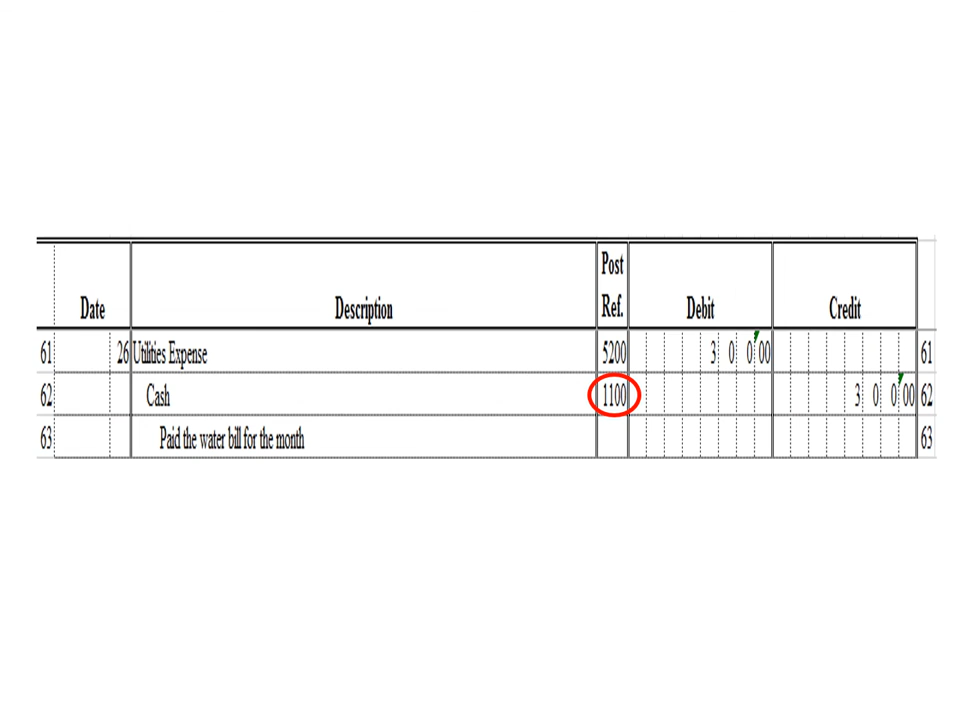 Date Description Post Ref. Debit Credit
61 26 Utilities Expense 5200 3 0 0 00 61
62 Cash 1100 3 0 0 00 62
63 Paid the water bill for the month 63